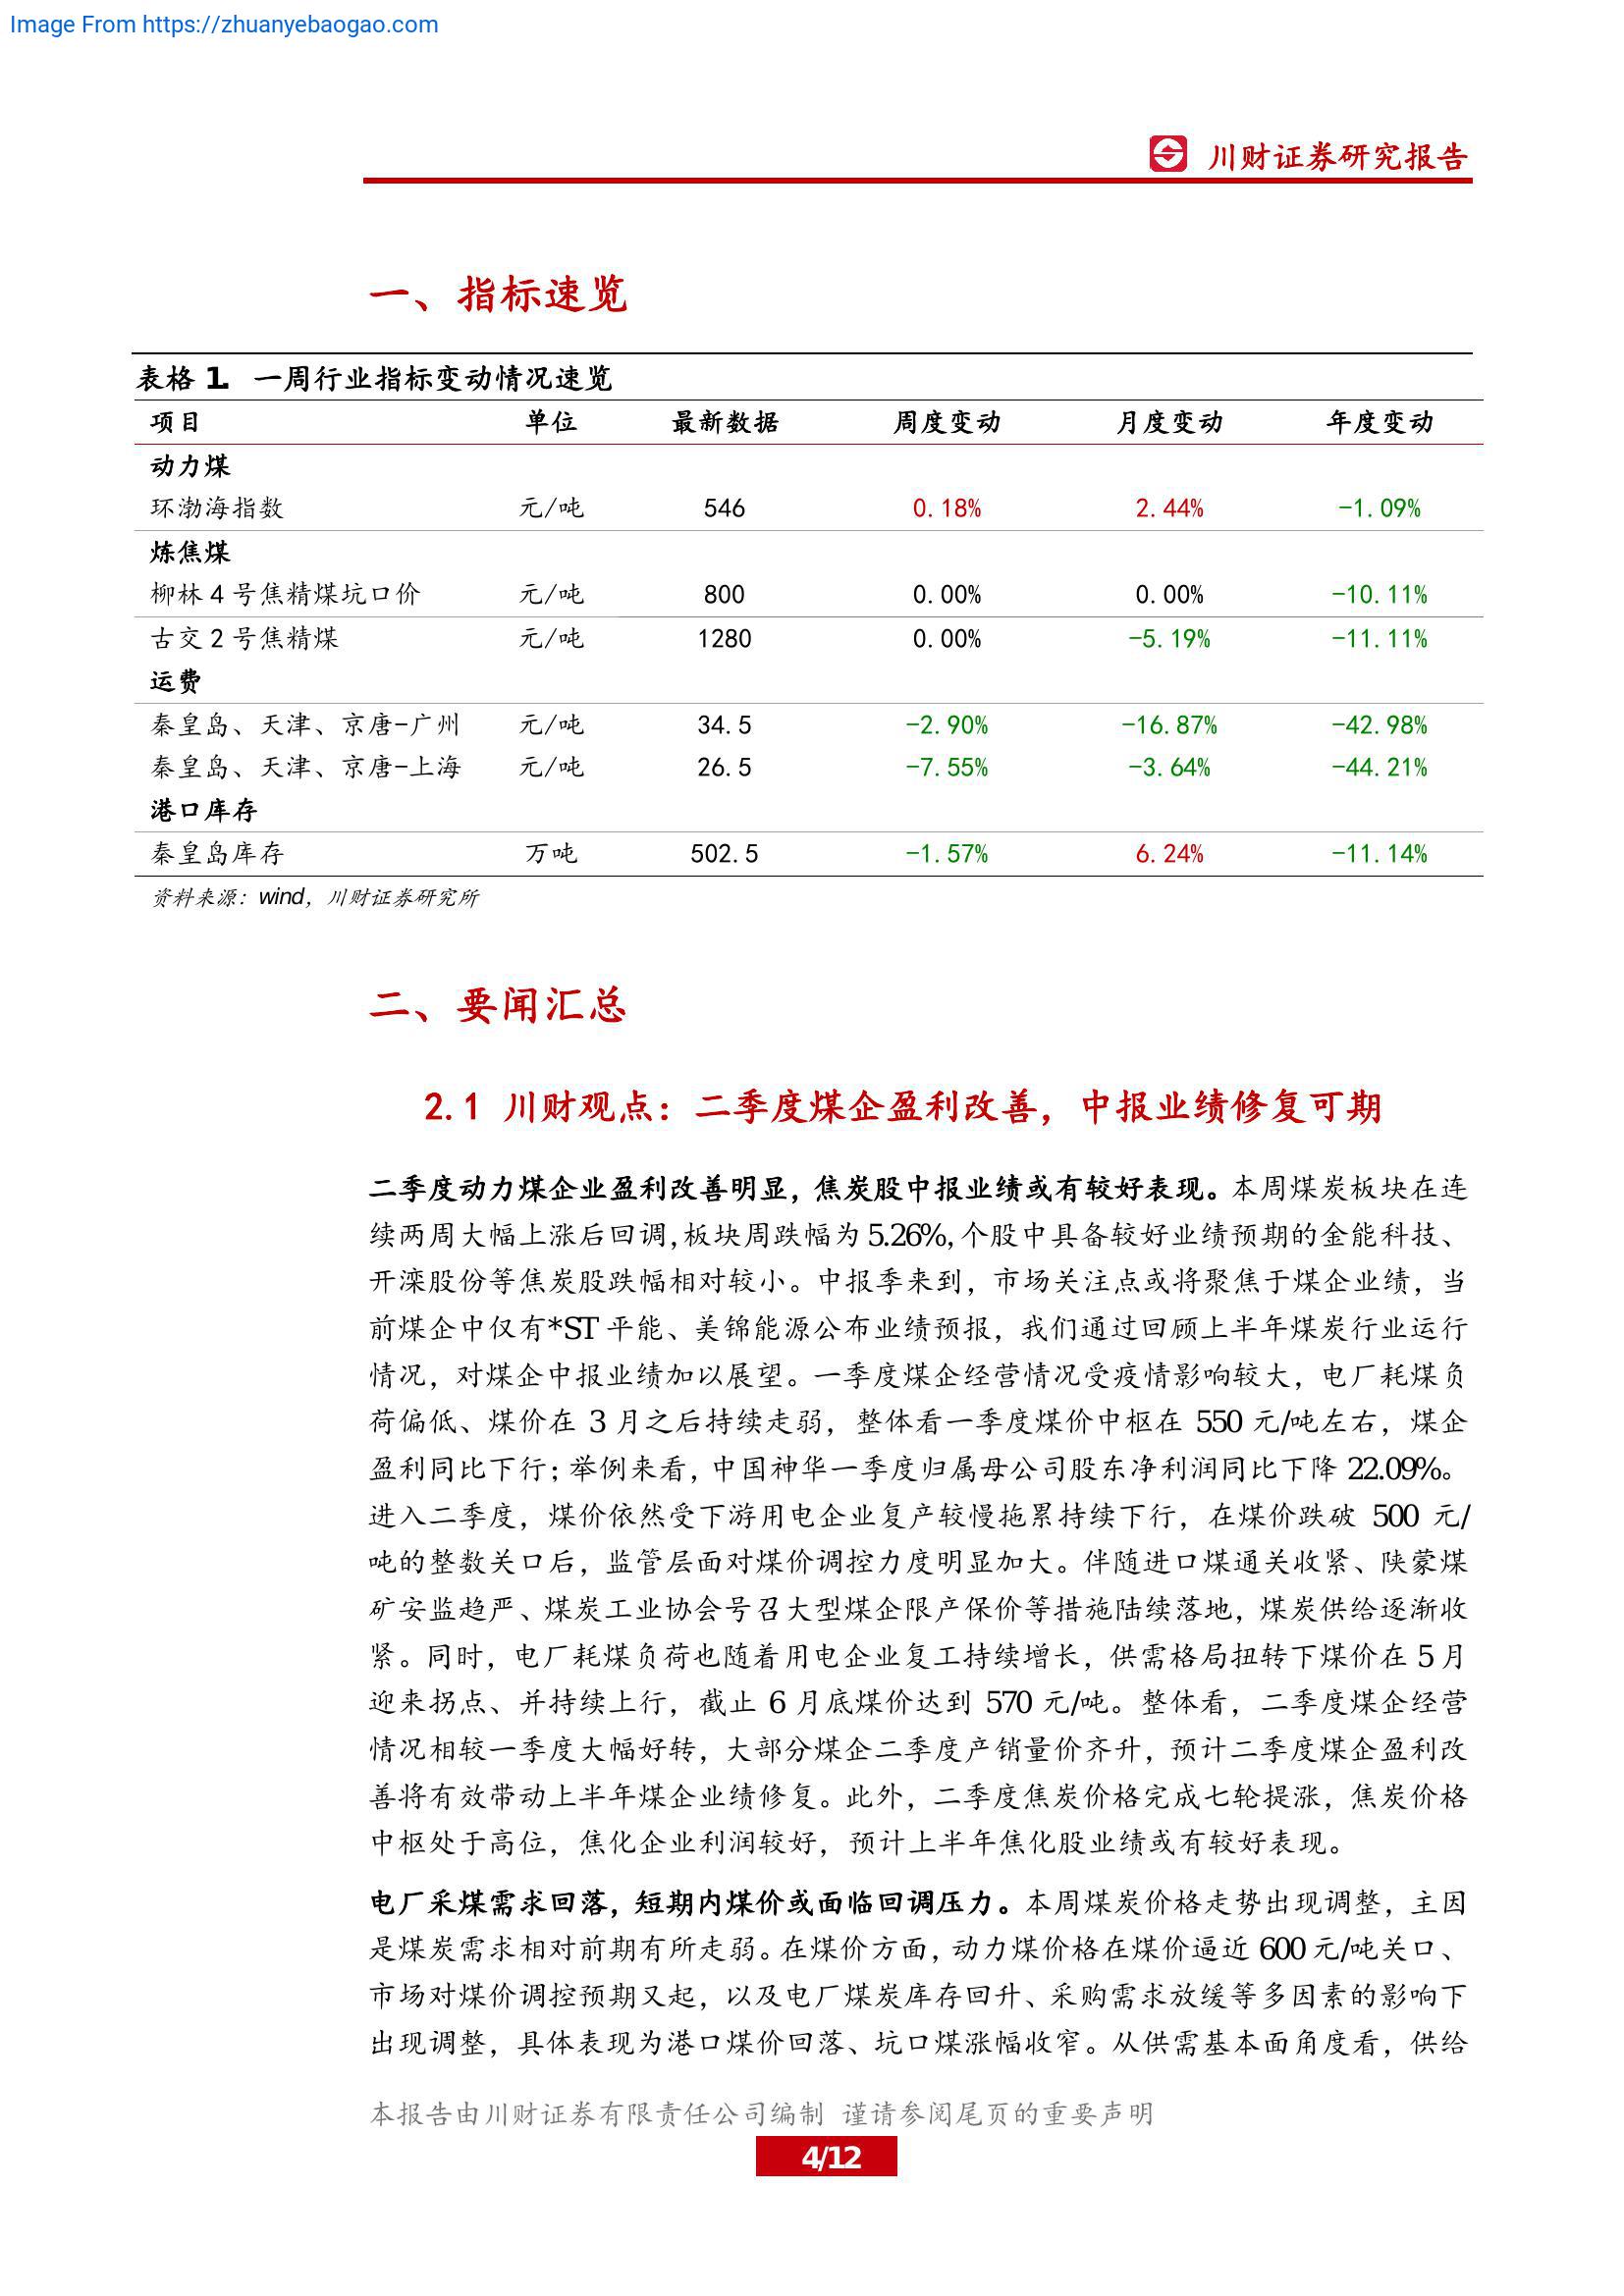 Image From https://zhuanyebaogao.com
川财证券研究报告
一、指标速览
表格 1. 一周行业指标变动情况速览
项目 单位 最新数据 周度变动 月度变动 年度变动
动力煤
环渤海指数 元/吨 546 0.18% 2.44% -1.09%
炼焦煤
柳林 4 号焦精煤坑口价 元/吨 800 0.00% 0.00% -10.11%
古交 2 号焦精煤 元/吨 1280 0.00% -5.19% -11.11%
运费
秦皇岛、天津、京唐-广州 元/吨 34.5 -2.90% -16.87% -42.98%
秦皇岛、天津、京唐-上海 元/吨 26.5 -7.55% -3.64% -44.21%
港口库存
秦皇岛库存 万吨 502.5 -1.57% 6.24% -11.14%
资料来源：wind，川财证券研究所
二、要闻汇总
2.1 川财观点：二季度煤企盈利改善，中报业绩修复可期
二季度动力煤企业盈利改善明显，焦炭股中报业绩或有较好表现。本周煤炭板块在连
续两周大幅上涨后回调，板块周跌幅为 5.26%，个股中具备较好业绩预期的金能科技、
开滦股份等焦炭股跌幅相对较小。中报季来到，市场关注点或将聚焦于煤企业绩，当
前煤企中仅有*ST 平能、美锦能源公布业绩预报，我们通过回顾上半年煤炭行业运行
情况，对煤企中报业绩加以展望。一季度煤企经营情况受疫情影响较大，电厂耗煤负
荷偏低、煤价在 3 月之后持续走弱，整体看一季度煤价中枢在 550 元/吨左右，煤企
盈利同比下行；举例来看，中国神华一季度归属母公司股东净利润同比下降 22.09%。
进入二季度，煤价依然受下游用电企业复产较慢拖累持续下行，在煤价跌破 500 元/
吨的整数关口后，监管层面对煤价调控力度明显加大。伴随进口煤通关收紧、陕蒙煤
矿安监趋严、煤炭工业协会号召大型煤企限产保价等措施陆续落地，煤炭供给逐渐收
紧。同时，电厂耗煤负荷也随着用电企业复工持续增长，供需格局扭转下煤价在 5 月
迎来拐点、并持续上行，截止 6 月底煤价达到 570 元/吨。整体看，二季度煤企经营
情况相较一季度大幅好转，大部分煤企二季度产销量价齐升，预计二季度煤企盈利改
善将有效带动上半年煤企业绩修复。此外，二季度焦炭价格完成七轮提涨，焦炭价格
中枢处于高位，焦化企业利润较好，预计上半年焦化股业绩或有较好表现。
电厂采煤需求回落，短期内煤价或面临回调压力。本周煤炭价格走势出现调整，主因
是煤炭需求相对前期有所走弱。在煤价方面，动力煤价格在煤价逼近 600 元/吨关口、
市场对煤价调控预期又起，以及电厂煤炭库存回升、采购需求放缓等多因素的影响下
出现调整，具体表现为港口煤价回落、坑口煤涨幅收窄。从供需基本面角度看，供给
本报告由川财证券有限责任公司编制 谨请参阅尾页的重要声明
4/12